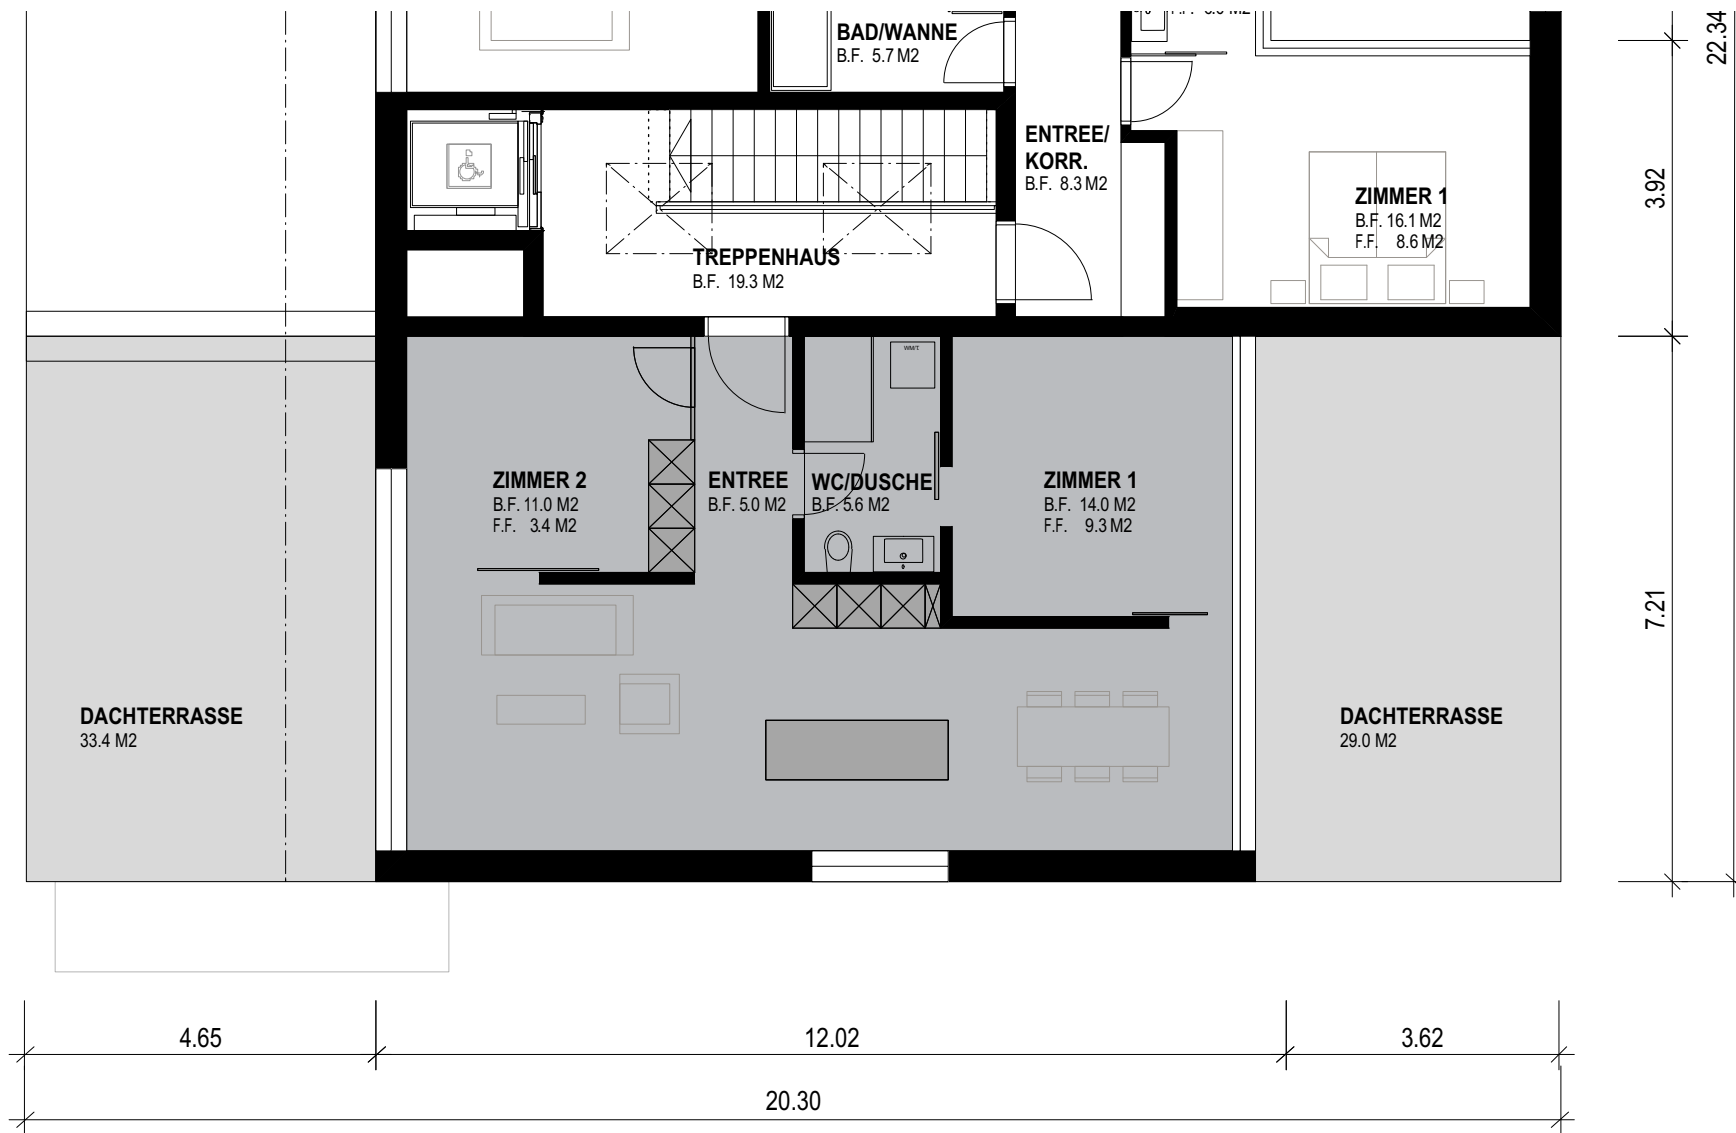 BAD/WANNE
B.F. 5.7 M2
22.34
ENTREE/
KORR.
B.F. 8.3 M2
3.92
ZIMMER 1
B.F. 16.1 M2
F.F. 8.6 M2
TREPPENHAUS
B.F. 19.3 M2
WM/T.
ZIMMER 2
B.F. 11.0 M2
F.F. 3.4 M2
ENTREE
B.F. 5.0 M2
WC/DUSCHE
B.F. 5.6 M2
ZIMMER 1
B.F. 14.0 M2
F.F. 9.3 M2
7.21
DACHTERRASSE
33.4 M2
DACHTERRASSE
29.0 M2
4.65
12.02
3.62
20.30